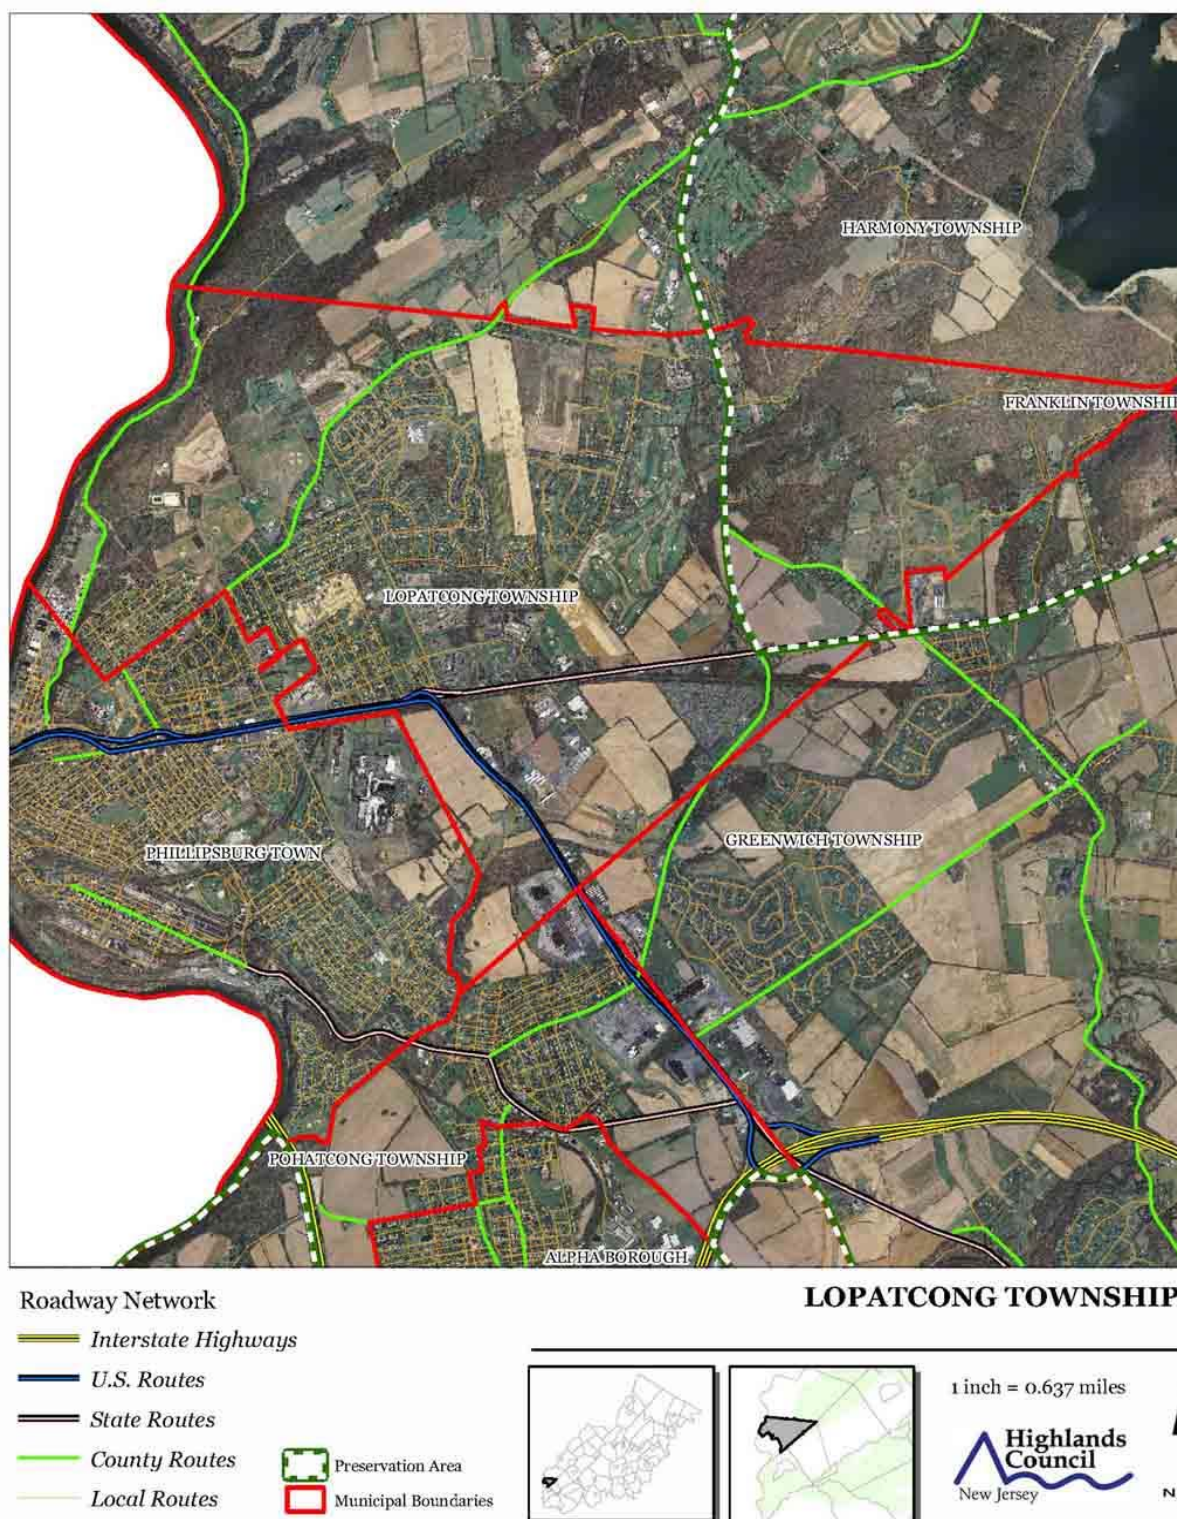 HARMONY TOWNSHIP
FRANKLIN TOWNSHIP
LOPATCONG TOWNSHIP
PHILLIPSBURG TOWN
GREENWICH TOWNSHIP
POHATCONG TOWNSHIP
ALPHA BOROUGH
Roadway Network
Interstate Highways
U.S. Routes
State Routes
County Routes
Local Routes
Preservation Area
Municipal Boundaries
LOPATCONG TOWNSHIP
1 inch = 0.637 miles
Highlands
Council
New Jersey
N